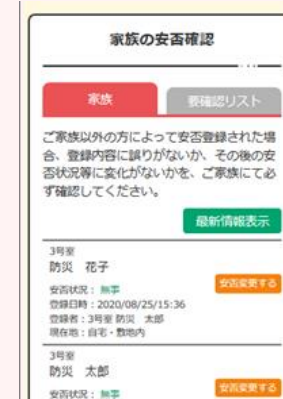 家族の安否確認
家族
要確認リスト
ご家族以外の方によって安否登録された場
合、登録内容に誤りがないか、その後の安
否状況等に変化がないかを、ご家族にて必
ず確認してください。
最新情報表示
3号室
防災 花子
安否状況: 無事
安否変更する
登録日時:2020/08/25/15:36
登録者:3号室 防災 太郎
現在地:自宅・敷地内
3号室
防災 太郎
安否状況: 無事
安否変更する